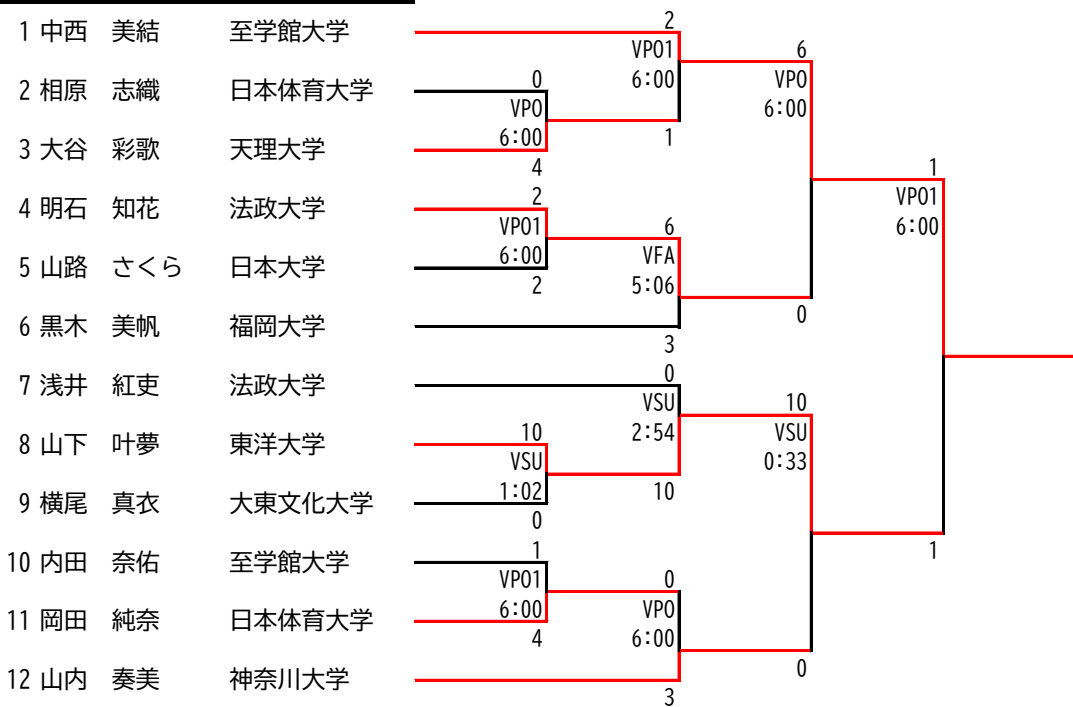 2
1 中西 美結 至学館大学
VPO1
6
0
6:00
VPO
2 相原 志織 日本体育大学
VPO
6:00
6:00
1
3 大谷 彩歌 天理大学
4
1
2
VPO1
4 明石 知花 法政大学
VPO1
6
6:00
6:00
VFA
5 山路 さくら 日本大学
2
5:06
0
6 黒木 美帆 福岡大学
3
0
7 浅井 紅吏 法政大学
VSU
10
10
2:54
VSU
8 山下 叶夢 東洋大学
VSU
0:33
1:02
10
9 横尾 真衣 大東文化大学
0
1
1
10 内田 奈佑 至学館大学
VPO1
0
6:00
VPO
11 岡田 純奈 日本体育大学
4
6:00
0
12 山内 奏美 神奈川大学
3